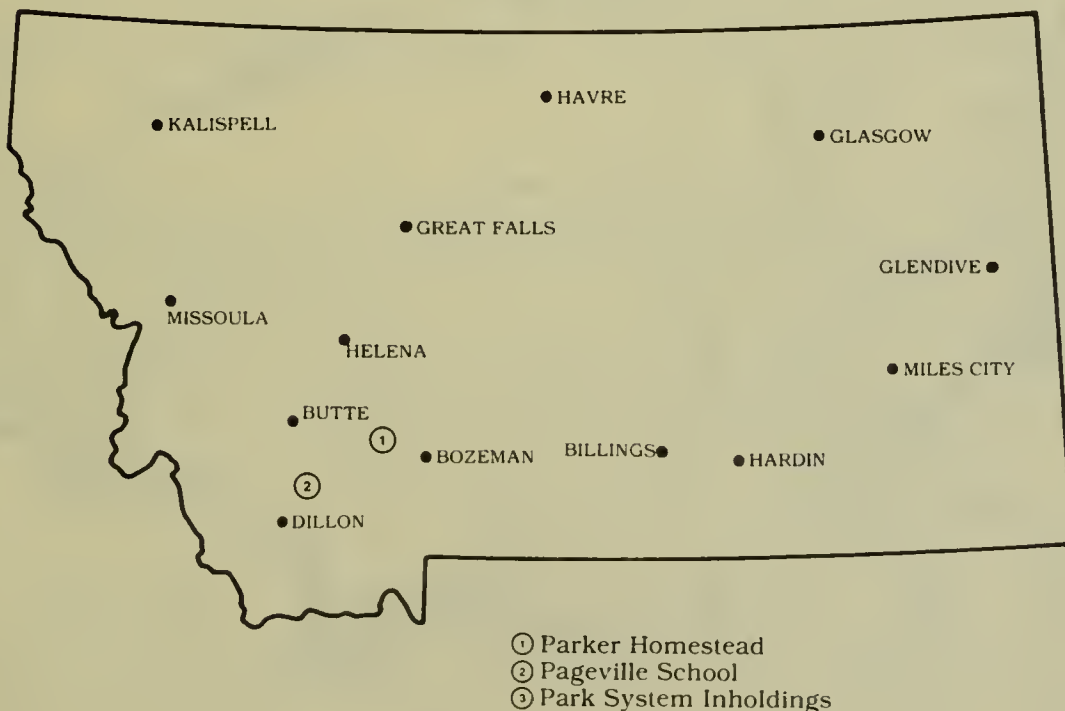 HAVRE
KALISPELL
GLASGOW
GREAT FALLS
GLENDIVE
MISSOULA
HELENA
MILES CITY
BUTTE
1
BOZEMAN
BILLINGS
HARDIN
2
DILLON
1 Parker Homestead
2 Pageville School
3 Park System Inholdings